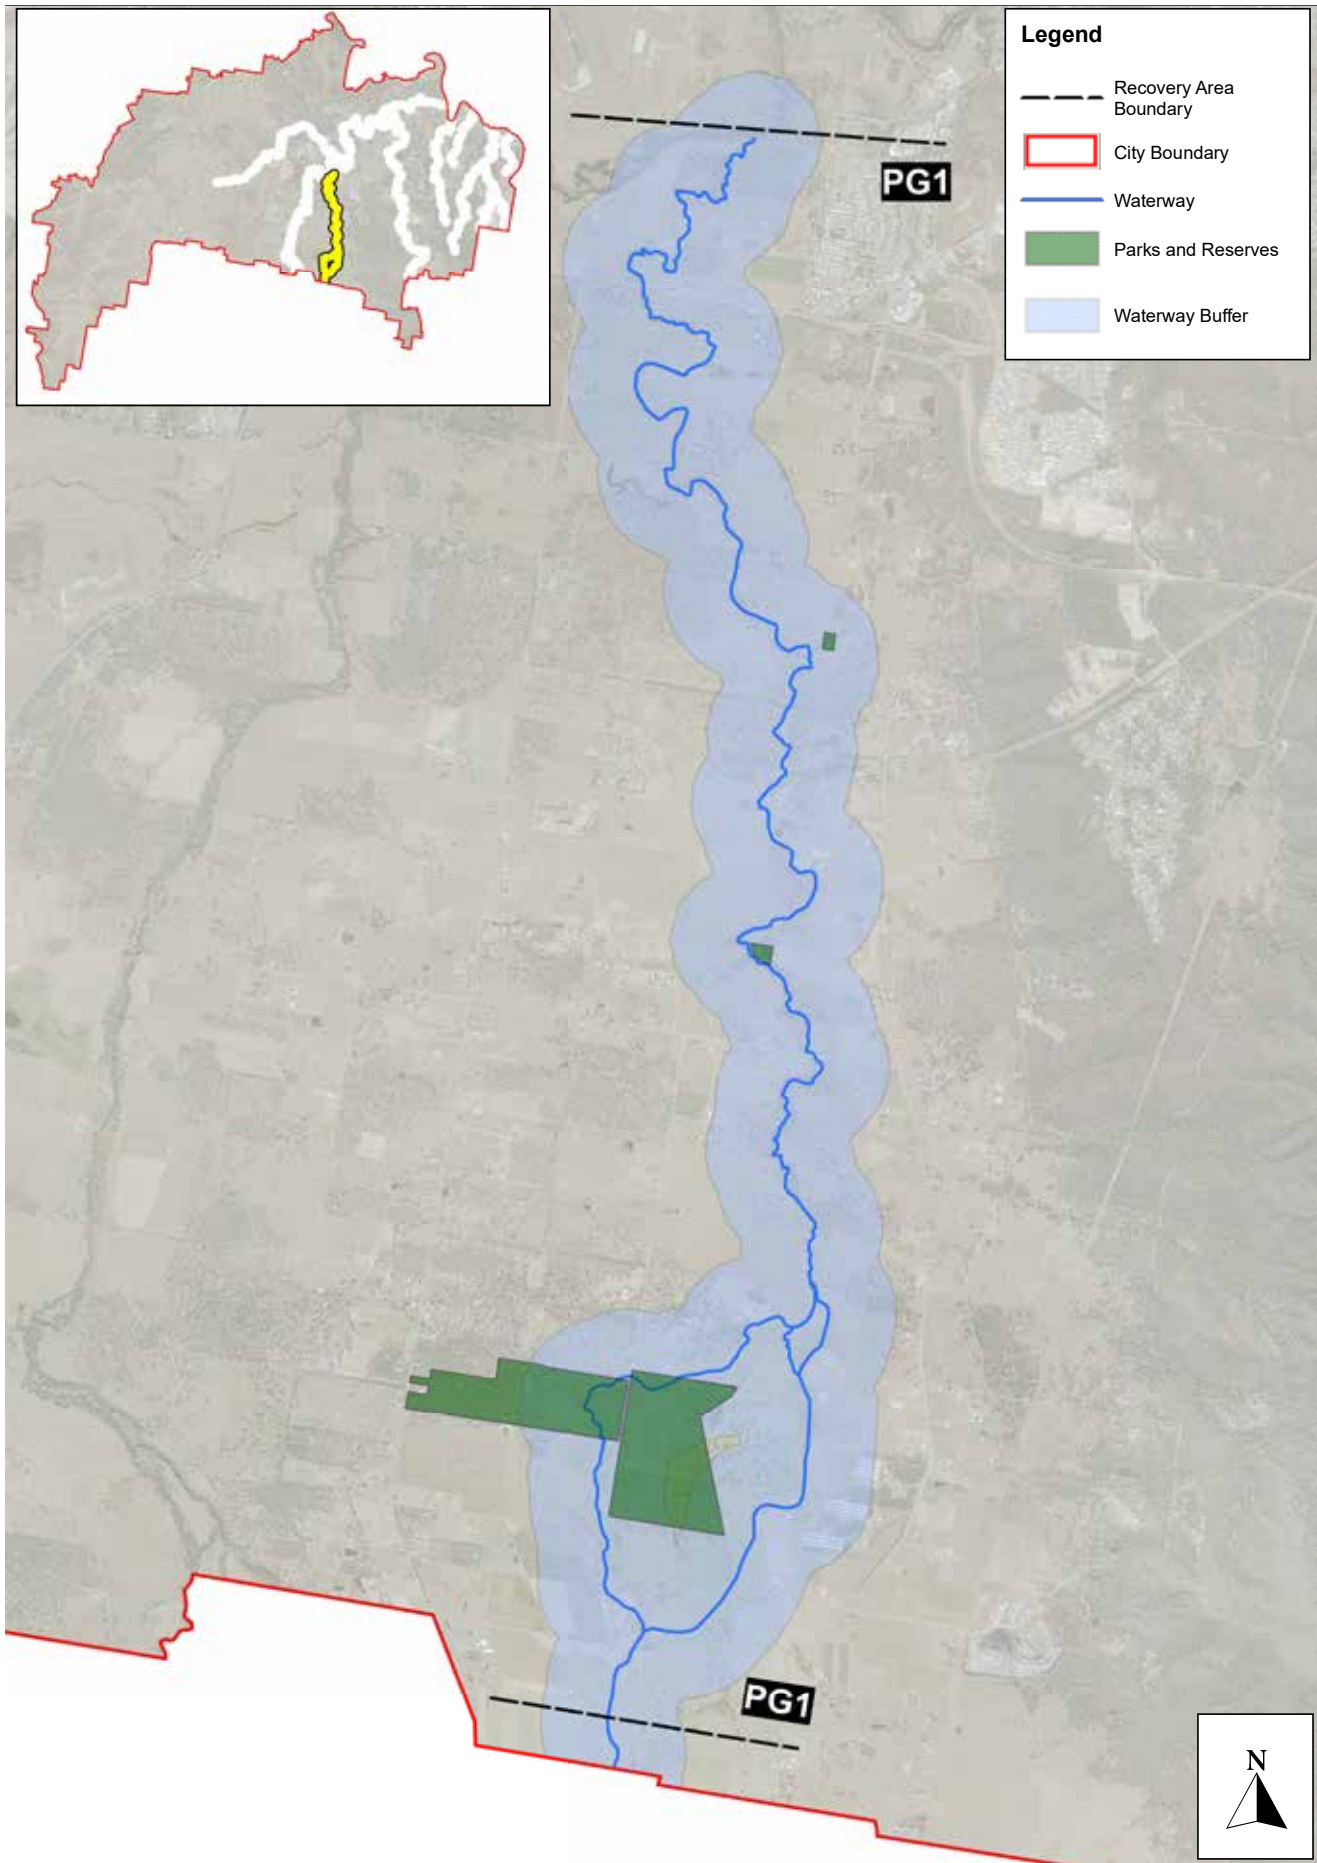 Legend
Recovery Area
Boundary
City Boundary
Waterway
Parks and Reserves
Waterway Buffer
PG1
PG1
N